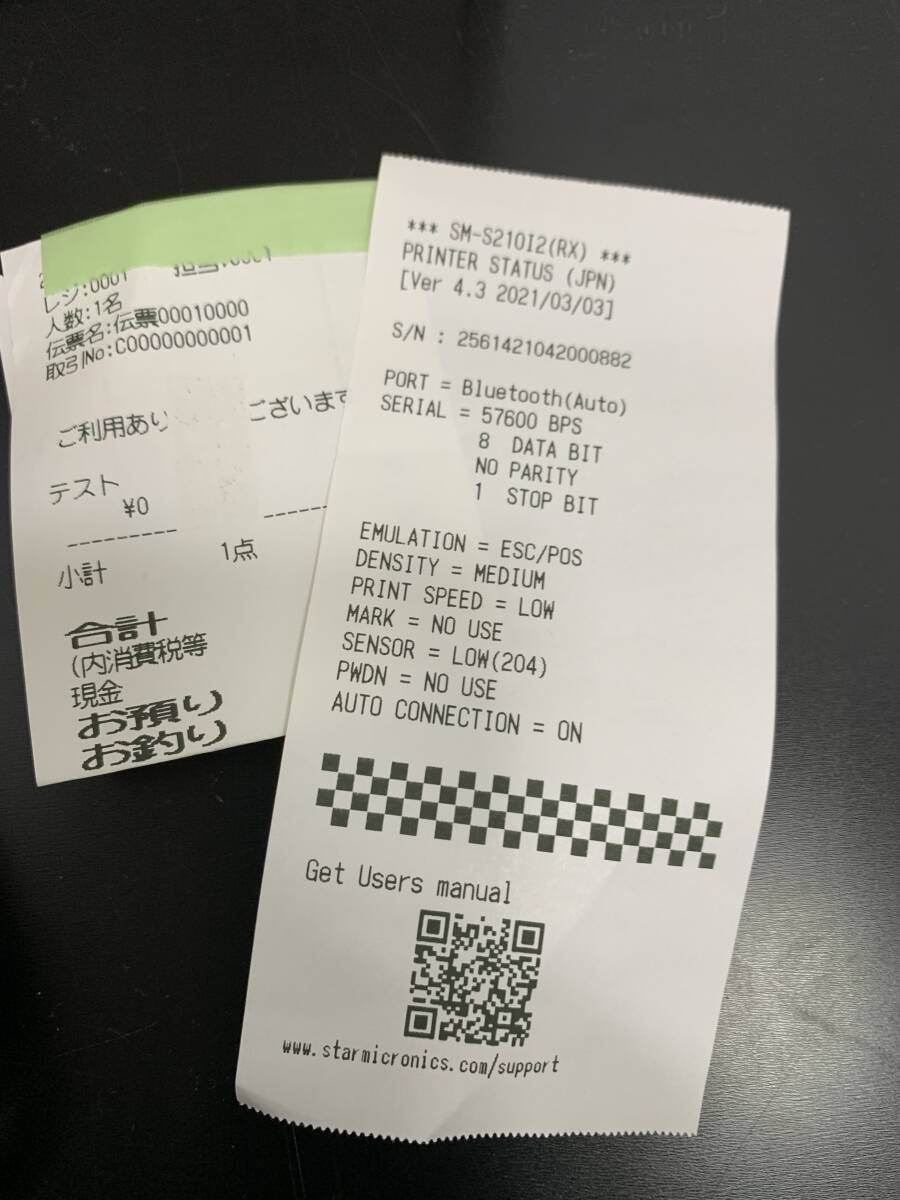 レジ:0001 担当:0001
人数:1名
伝票名:伝票00010000
取引No:C00000000001
ご利用あり ございます
テスト
¥0
小計 1点
合計
(内消費税等
現金
お預り
お釣り
*** SM-S210I2(RX) ***
PRINTER STATUS (JPN)
[Ver 4.3 2021/03/03]
S/N : 2561421042000882
PORT = Bluetooth(Auto)
SERIAL = 57600 BPS
8 DATA BIT
NO PARITY
1 STOP BIT
EMULATION = ESC/POS
DENSITY = MEDIUM
PRINT SPEED = LOW
MARK = NO USE
SENSOR = LOW(204)
PWDN = NO USE
AUTO CONNECTION = ON
Get Users manual
www.starmicronics.com/support